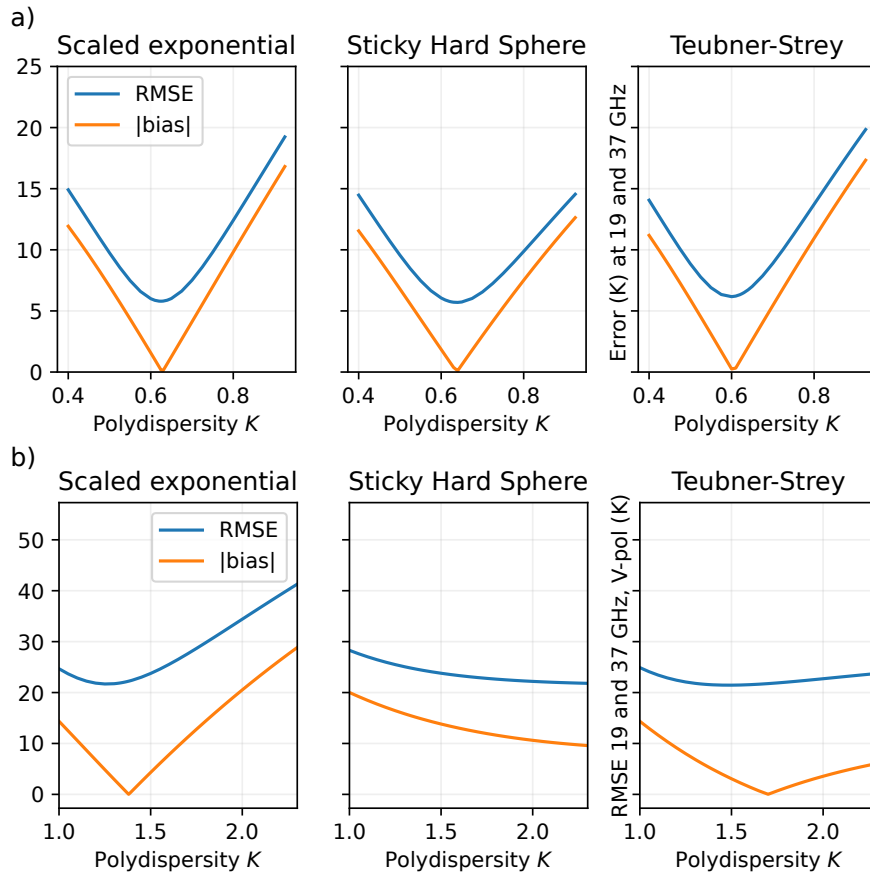 a)
Scaled exponential
Sticky Hard Sphere
Teubner-Strey
25
20
15
10
5
0
RMSE
|bias|
Error (K) at 19 and 37 GHz
0.4 0.6 0.8
0.4 0.6 0.8
0.4 0.6 0.8
Polydispersity K
Polydispersity K
Polydispersity K
b)
Scaled exponential
Sticky Hard Sphere
Teubner-Strey
50
40
30
20
10
0
RMSE
|bias|
RMSE 19 and 37 GHz, V-pol (K)
1.0 1.5 2.0
1.0 1.5 2.0
1.0 1.5 2.0
Polydispersity K
Polydispersity K
Polydispersity K